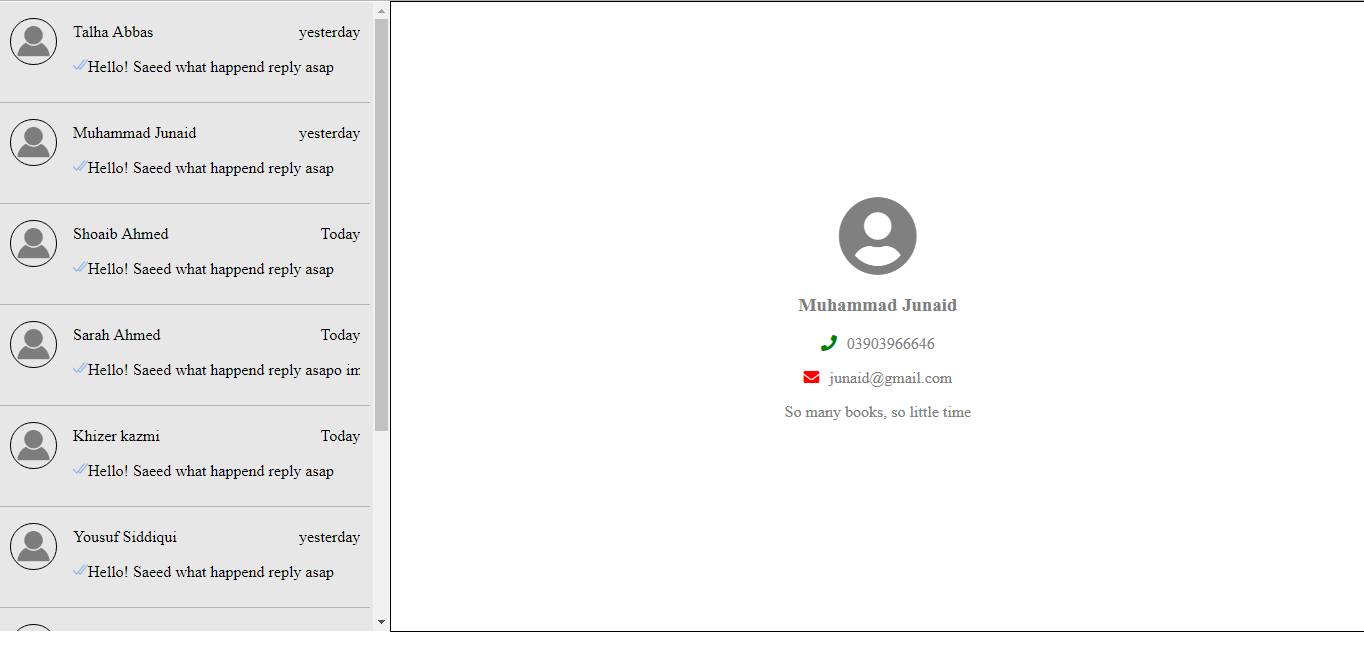 Talha Abbas yesterday
Hello! Saeed what happend reply asap
Muhammad Junaid yesterday
Hello! Saeed what happend reply asap
Shoaib Ahmed Today
Hello! Saeed what happend reply asap
Sarah Ahmed Today
Hello! Saeed what happend reply asapo im
Khizer kazmi Today
Hello! Saeed what happend reply asap
Yousuf Siddiqui yesterday
Hello! Saeed what happend reply asap
Muhammad Junaid
03903966646
junaid@gmail.com
So many books, so little time